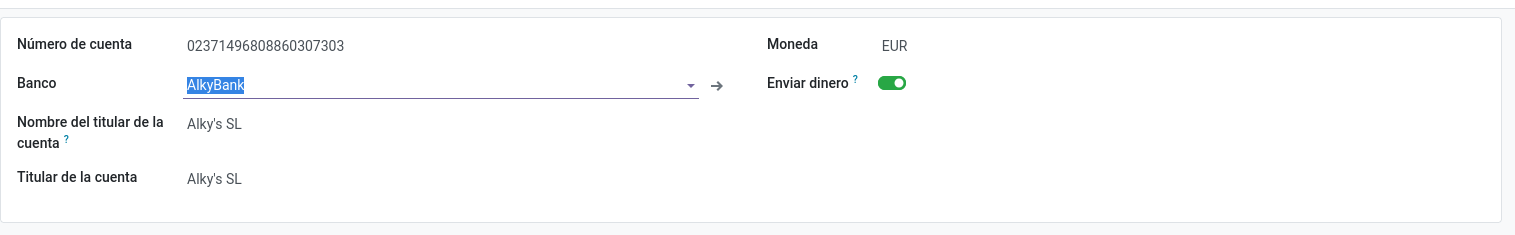 Número de cuenta 02371496808860307303 Moneda EUR
Banco AlkyBank Enviar dinero ?
Nombre del titular de la
cuenta ? Alky's SL
Titular de la cuenta Alky's SL